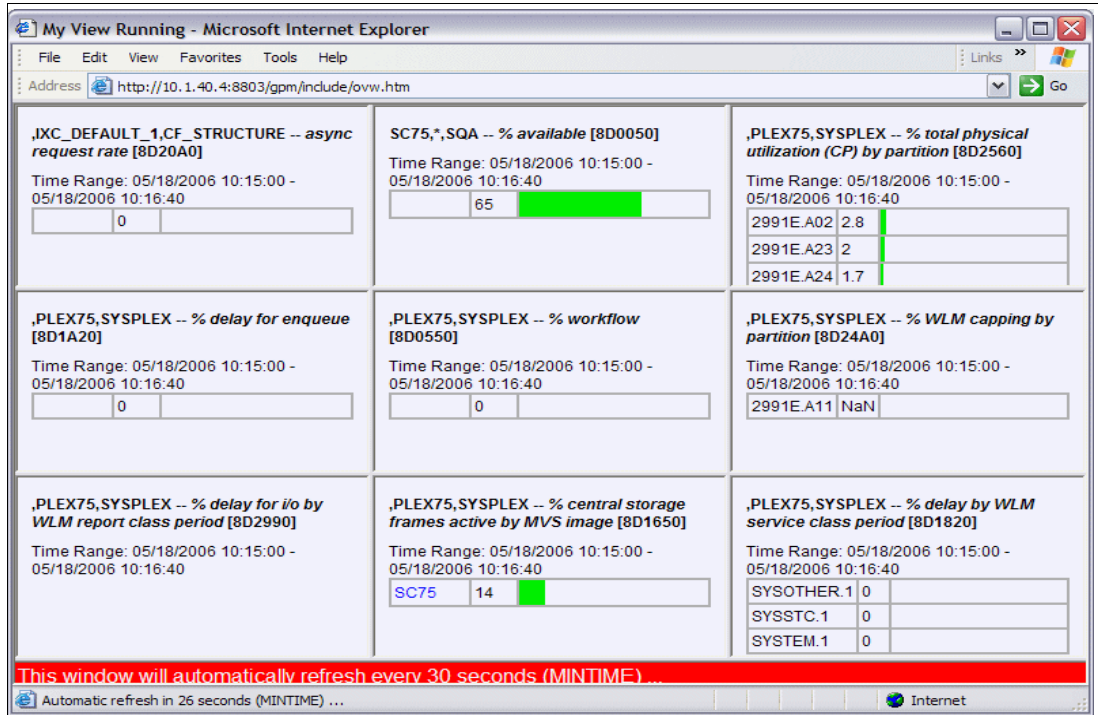 My View Running - Microsoft Internet Explorer
File Edit View Favorites Tools Help Links »
Address http://10.1.40.4:8803/gpm/include/ovw.htm Go
,IXC_DEFAULT_1,CF_STRUCTURE -- async
request rate [8D20A0]
Time Range: 05/18/2006 10:15:00 -
05/18/2006 10:16:40
0
SC75,*,SQA -- % available [8D0050]
Time Range: 05/18/2006 10:15:00 -
05/18/2006 10:16:40
65
,PLEX75,SYSPLEX -- % total physical
utilization (CP) by partition [8D2560]
Time Range: 05/18/2006 10:15:00 -
05/18/2006 10:16:40
2991E.A02 2.8
2991E.A23 2
2991E.A24 1.7
,PLEX75,SYSPLEX -- % delay for enqueue
[8D1A20]
Time Range: 05/18/2006 10:15:00 -
05/18/2006 10:16:40
0
,PLEX75,SYSPLEX -- % workflow
[8D0550]
Time Range: 05/18/2006 10:15:00 -
05/18/2006 10:16:40
0
,PLEX75,SYSPLEX -- % WLM capping by
partition [8D24A0]
Time Range: 05/18/2006 10:15:00 -
05/18/2006 10:16:40
2991E.A11 NaN
,PLEX75,SYSPLEX -- % delay for i/o by
WLM report class period [8D2990]
Time Range: 05/18/2006 10:15:00 -
05/18/2006 10:16:40
,PLEX75,SYSPLEX -- % central storage
frames active by MVS image [8D1650]
Time Range: 05/18/2006 10:15:00 -
05/18/2006 10:16:40
SC75 14
,PLEX75,SYSPLEX -- % delay by WLM
service class period [8D1820]
Time Range: 05/18/2006 10:15:00 -
05/18/2006 10:16:40
SYSOTHER.1 0
SYSSTC.1 0
SYSTEM.1 0
This window will automatically refresh every 30 seconds (MINTIME) ...
Automatic refresh in 26 seconds (MINTIME) ... Internet